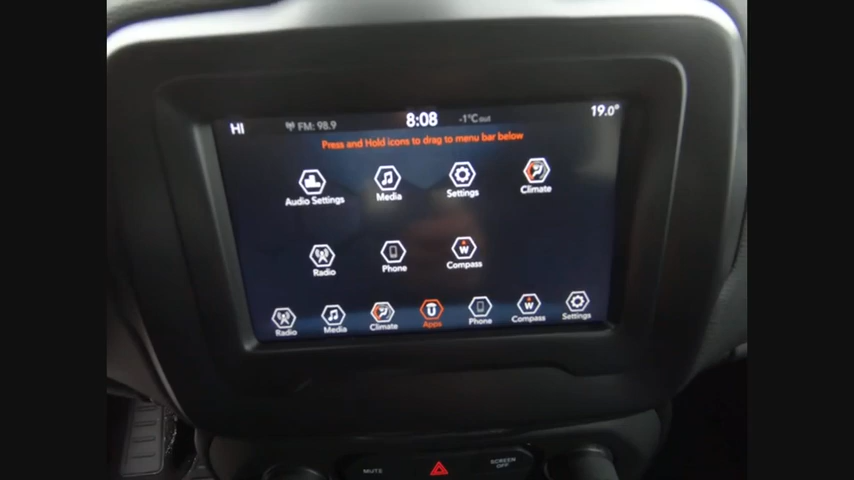 HI FM: 98.9 8:08 -1°C out 19.0°
Press and Hold icons to drag to menu bar below
Audio Settings Media Settings Climate
Radio Phone W Compass
Radio Media Climate Apps Phone W Compass Settings
MUTE SCREEN OFF